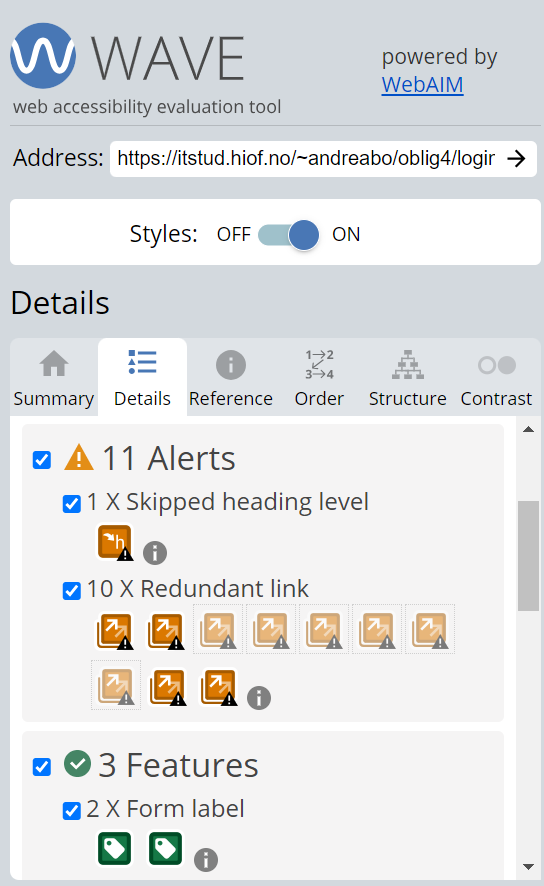 WAVE
web accessibility evaluation tool
powered by
WebAIM
Address: https://itstud.hiof.no/~andreabo/oblig4/login
Styles: OFF ON
Details
Summary Details Reference Order Structure Contrast
11 Alerts
1 X Skipped heading level
10 X Redundant link
3 Features
2 X Form label